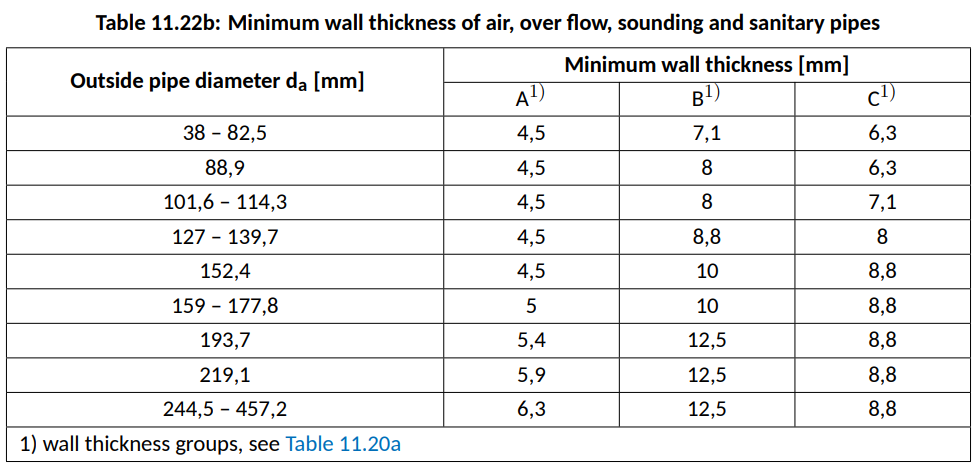 Table 11.22b: Minimum wall thickness of air, over flow, sounding and sanitary pipes
Outside pipe diameter da [mm] Minimum wall thickness [mm]
A1) B1) C1)
38 – 82,5 4,5 7,1 6,3
88,9 4,5 8 6,3
101,6 – 114,3 4,5 8 7,1
127 – 139,7 4,5 8,8 8
152,4 4,5 10 8,8
159 – 177,8 5 10 8,8
193,7 5,4 12,5 8,8
219,1 5,9 12,5 8,8
244,5 – 457,2 6,3 12,5 8,8
1) wall thickness groups, see Table 11.20a